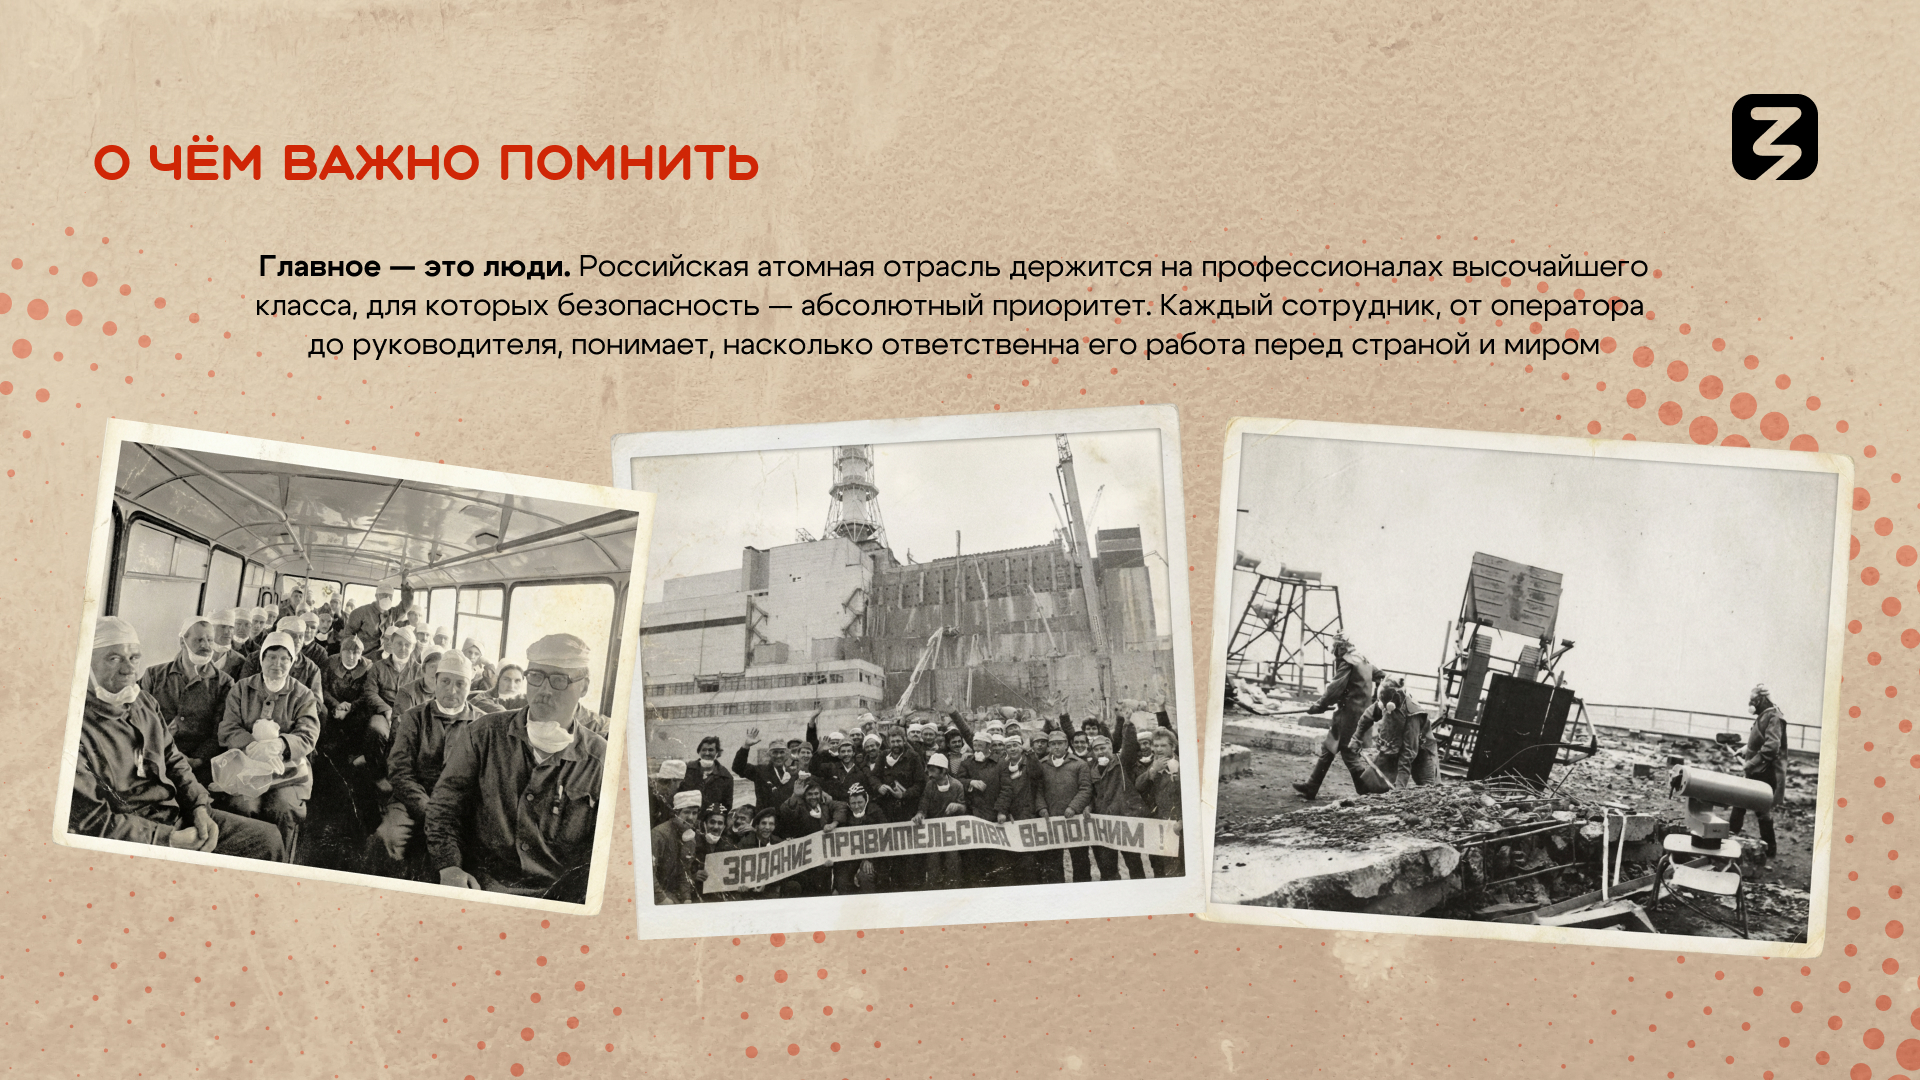 О ЧЁМ ВАЖНО ПОМНИТЬ
Главное — это люди. Российская атомная отрасль держится на профессионалах высочайшего
класса, для которых безопасность — абсолютный приоритет. Каждый сотрудник, от оператора
до руководителя, понимает, насколько ответственна его работа перед страной и миром
ЗАДАНИЕ ПРАВИТЕЛЬСТВА ВЫПОЛНИМ !